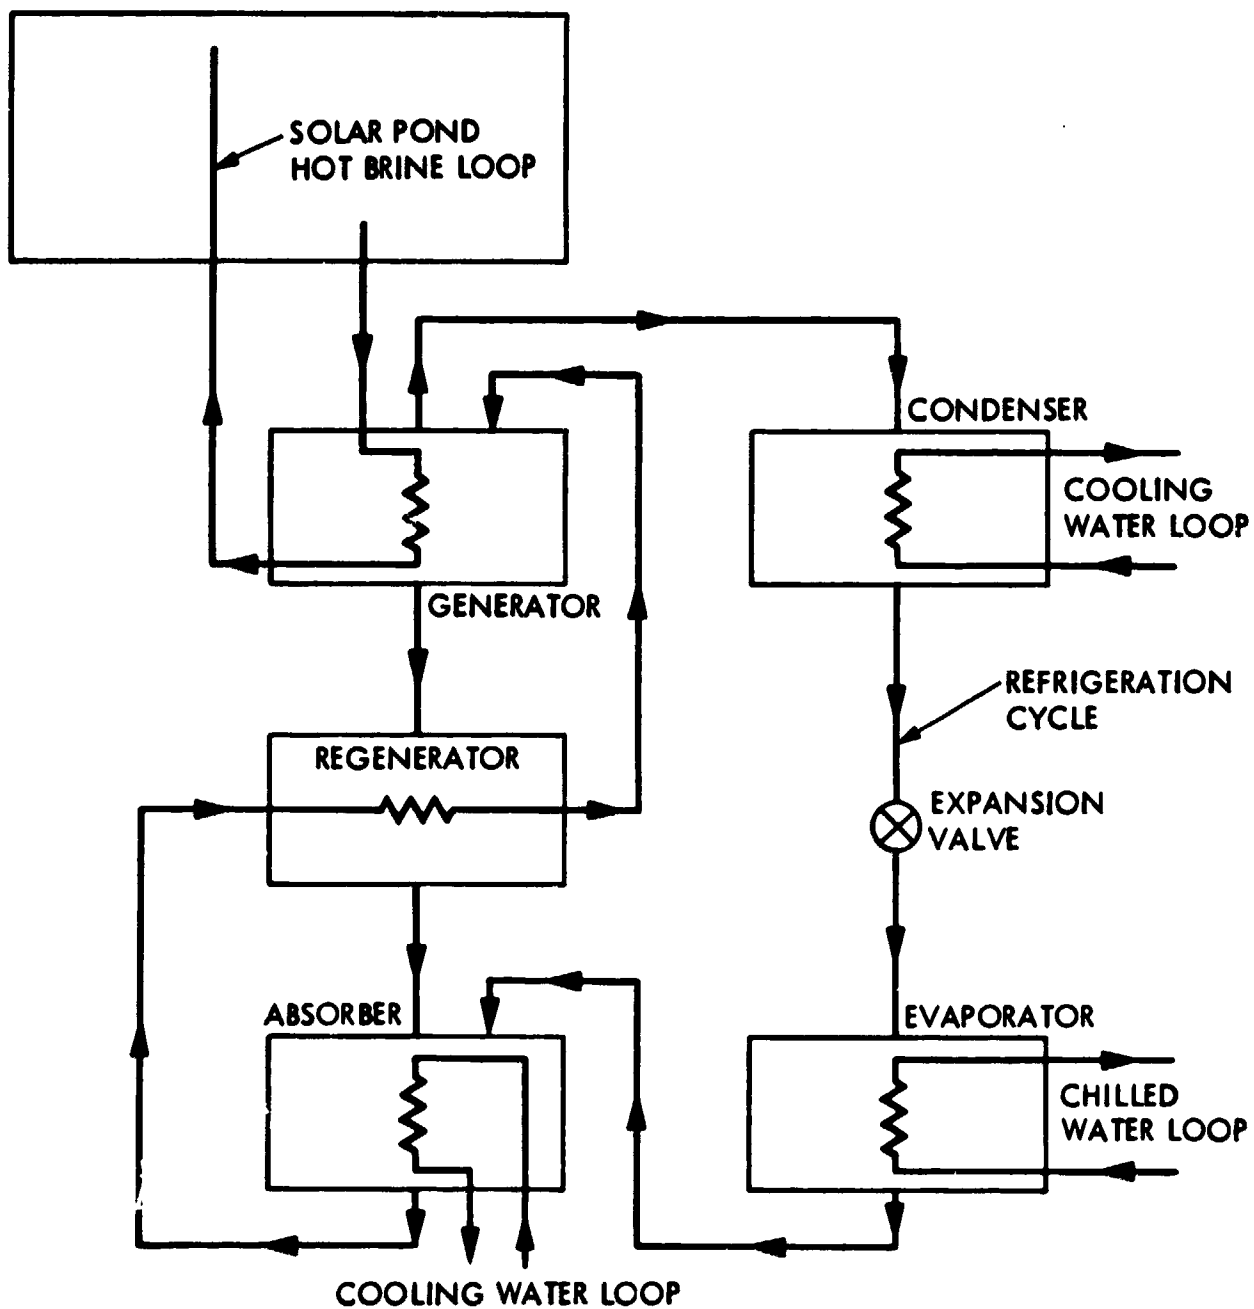 SOLAR POND
HOT BRINE LOOP
CONDENSER
COOLING
WATER LOOP
GENERATOR
REFRIGERATION
CYCLE
REGENERATOR
EXPANSION
VALVE
ABSORBER
EVAPORATOR
CHILLED
WATER LOOP
COOLING WATER LOOP